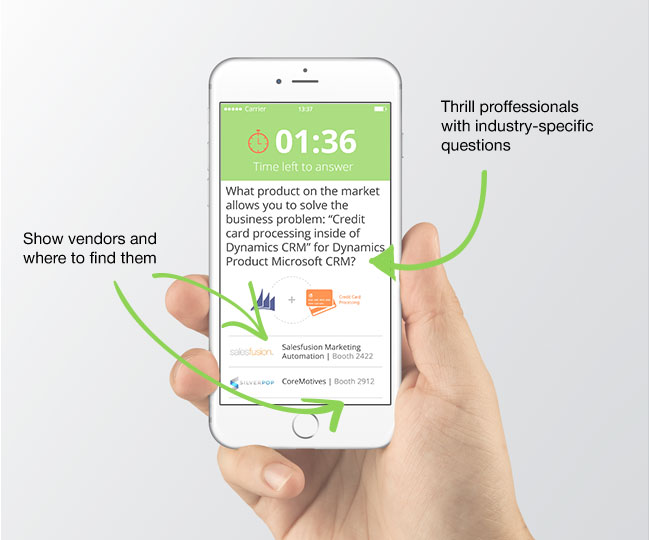 Thrill proffessionals
with industry-specific
questions
Show vendors and
where to find them
Carrier
13:37
01:36
Time left to answer
What product on the market
allows you to solve the
business problem: “Credit
card processing inside of
Dynamics CRM” for Dynamics
Product Microsoft CRM?
+
Credit Card
Processing
salesfusion.
Salesfusion Marketing
Automation | Booth 2422
SILVERPOP
CoreMotives | Booth 2912